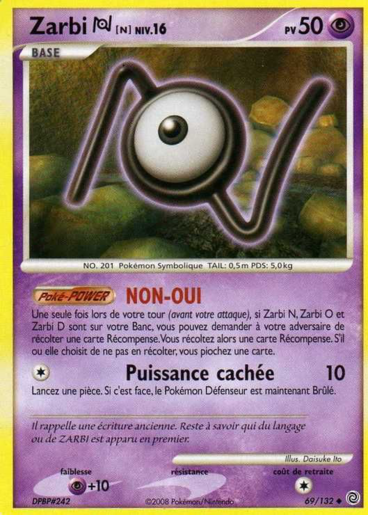 Zarbi N [N] NIV.16 PV 50
BASE
NO. 201 Pokémon Symbolique TAIL: 0,5m PDS: 5,0kg
Poké-POWER NON-OUI
Une seule fois lors de votre tour (avant votre attaque), si Zarbi N, Zarbi O et
Zarbi D sont sur votre Banc, vous pouvez demander à votre adversaire de
récolter une carte Récompense. Vous récoltez alors une carte Récompense. S'il
ou elle choisit de ne pas en récolter, vous piochez une carte.
Puissance cachée 10
Lancez une pièce. Si c'est face, le Pokémon Défenseur est maintenant Brûlé.
Il rappelle une écriture ancienne. Reste à savoir qui du langage
ou de ZARBI est apparu en premier.
Illus. Daisuke Ito
faiblesse résistance coût de retraite
+10
DPBP#242 ©2008 Pokémon/Nintendo 69/132